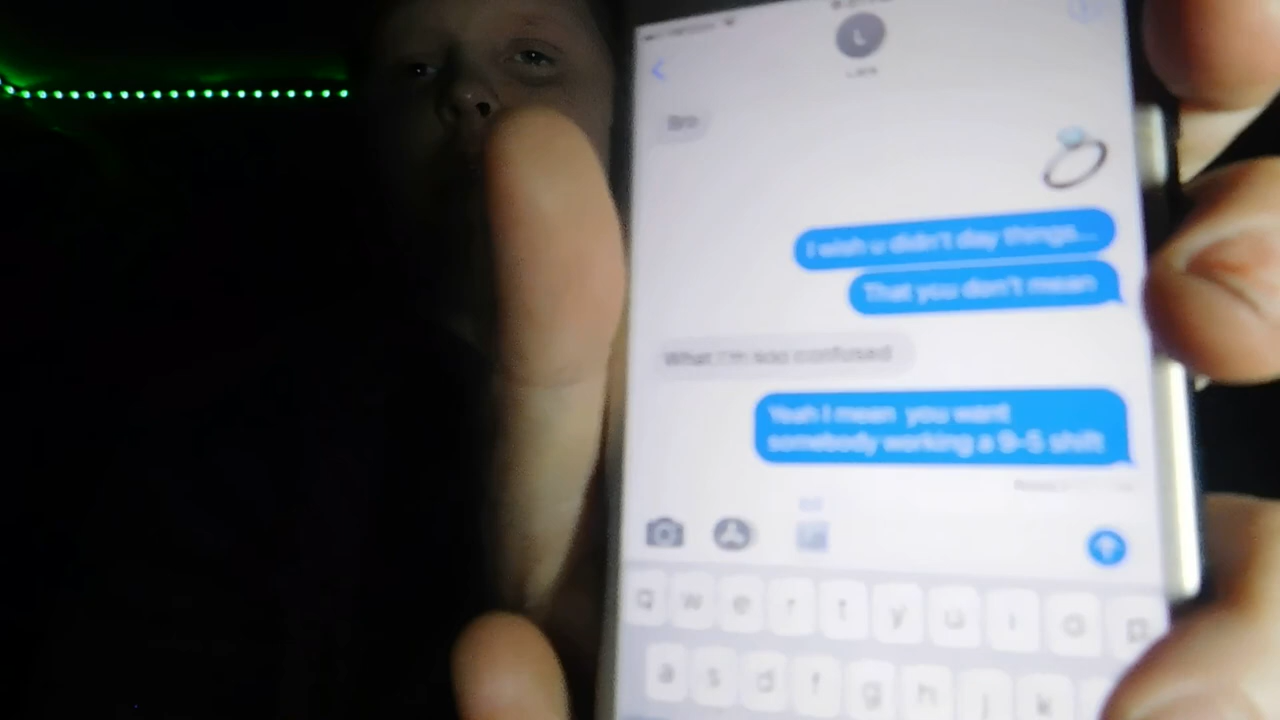 L
Bro
I wish u didn't day things....
That you don't mean
What I'm soo confused
Yeah I mean you want
somebody working a 9-5 shift
q w e r t y u i o p
a s d f g h j k